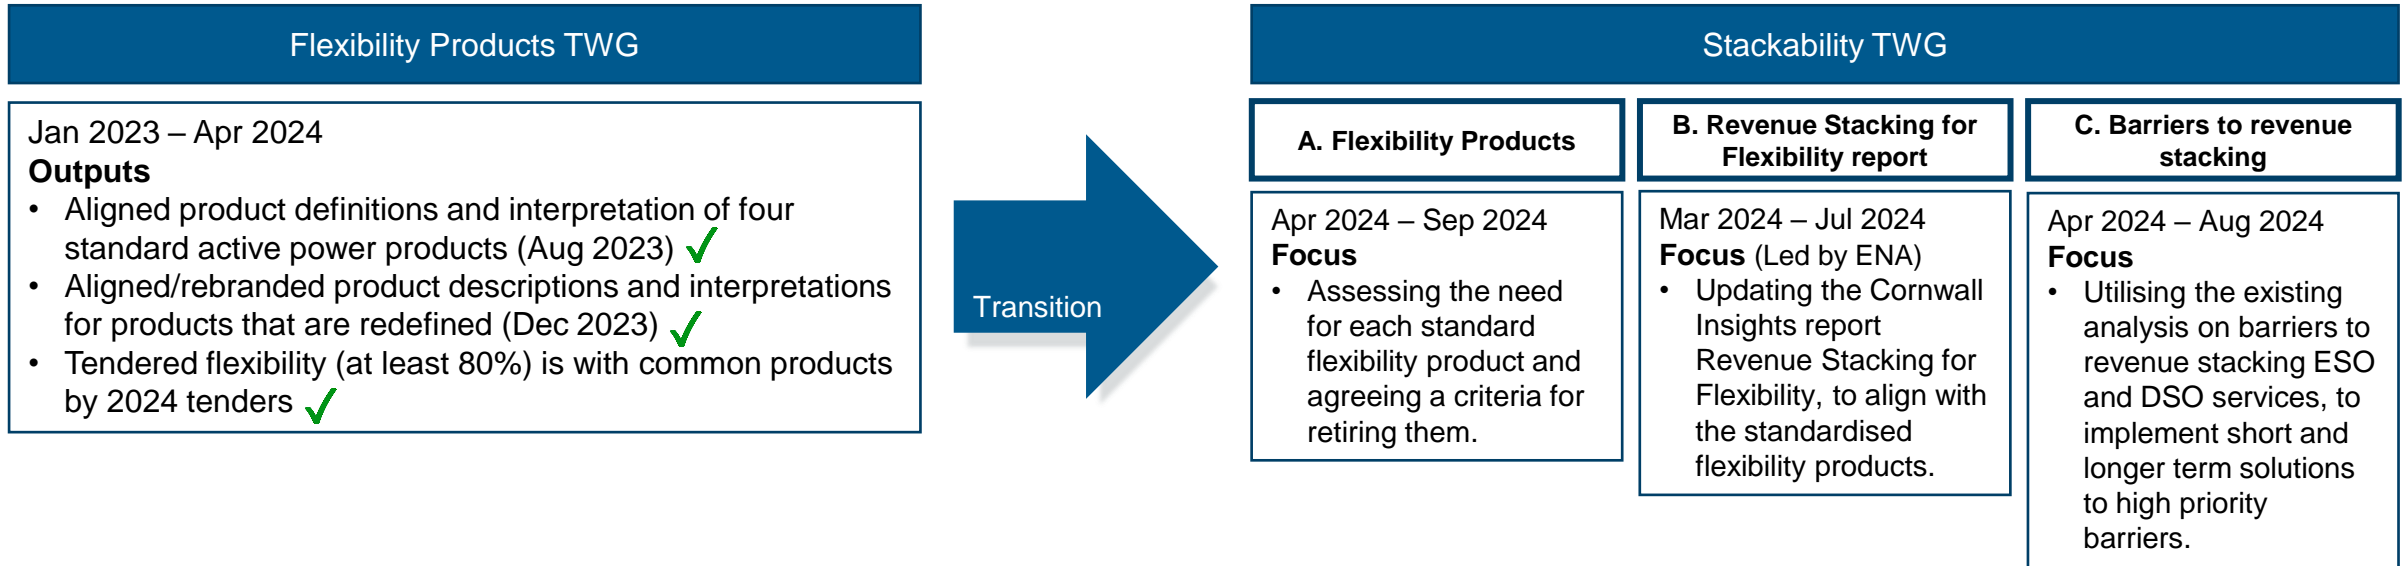 Flexibility Products TWG
Jan 2023 – Apr 2024
Outputs
• Aligned product definitions and interpretation of four
standard active power products (Aug 2023) ✓
• Aligned/rebranded product descriptions and interpretations
for products that are redefined (Dec 2023) ✓
• Tendered flexibility (at least 80%) is with common products
by 2024 tenders ✓
Transition
Stackability TWG
A. Flexibility Products
Apr 2024 – Sep 2024
Focus
• Assessing the need
for each standard
flexibility product and
agreeing a criteria for
retiring them.
B. Revenue Stacking for
Flexibility report
Mar 2024 – Jul 2024
Focus (Led by ENA)
• Updating the Cornwall
Insights report
Revenue Stacking for
Flexibility, to align with
the standardised
flexibility products.
C. Barriers to revenue
stacking
Apr 2024 – Aug 2024
Focus
• Utilising the existing
analysis on barriers to
revenue stacking ESO
and DSO services, to
implement short and
longer term solutions
to high priority
barriers.